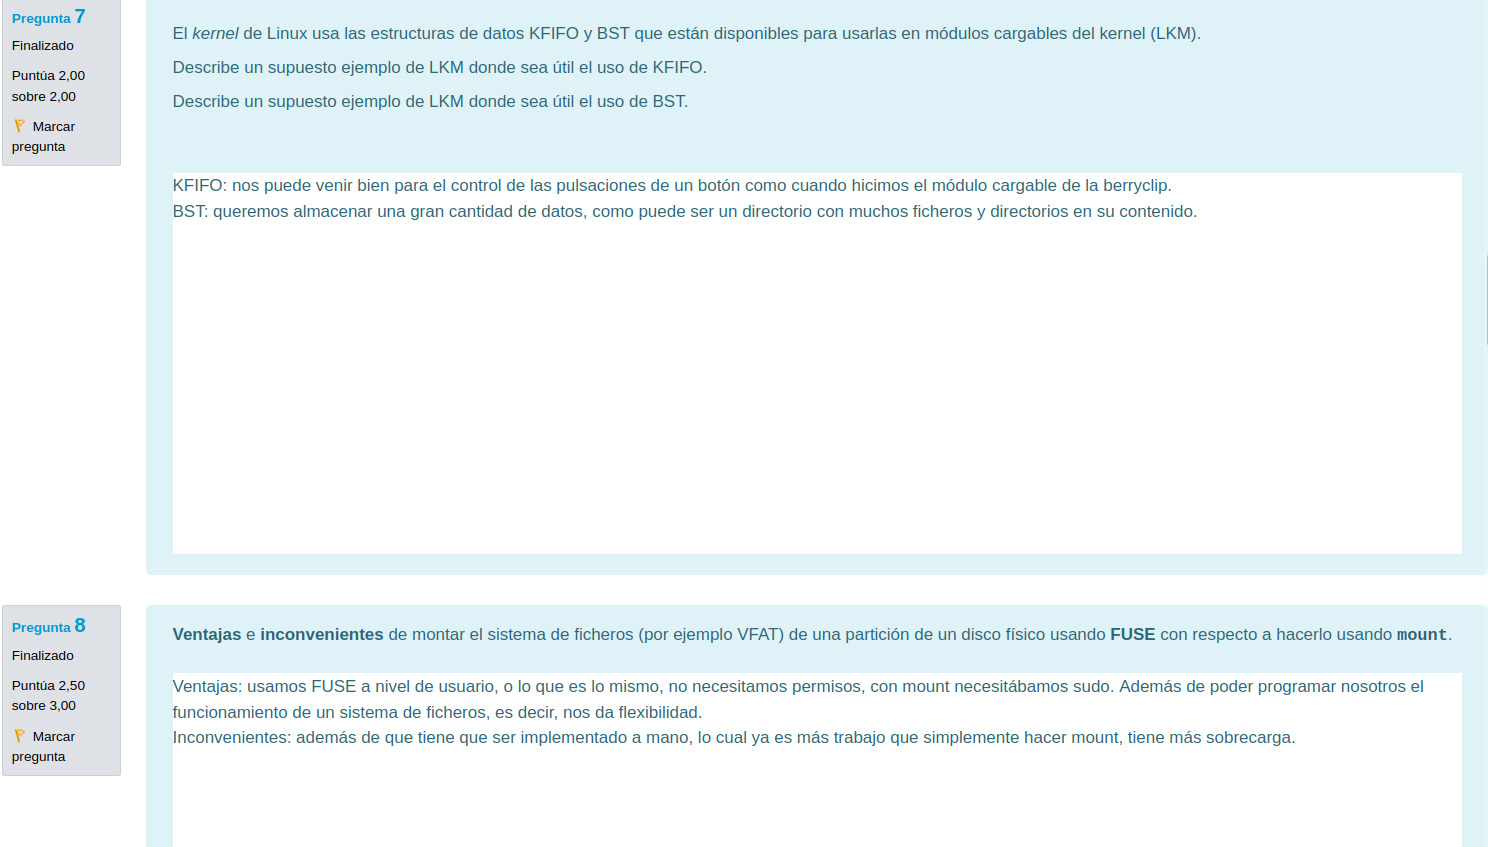 Pregunta 7
Finalizado
Puntúa 2,00
sobre 2,00
Marcar
pregunta
El kernel de Linux usa las estructuras de datos KFIFO y BST que están disponibles para usarlas en módulos cargables del kernel (LKM).
Describe un supuesto ejemplo de LKM donde sea útil el uso de KFIFO.
Describe un supuesto ejemplo de LKM donde sea útil el uso de BST.
KFIFO: nos puede venir bien para el control de las pulsaciones de un botón como cuando hicimos el módulo cargable de la berryclip.
BST: queremos almacenar una gran cantidad de datos, como puede ser un directorio con muchos ficheros y directorios en su contenido.
Pregunta 8
Finalizado
Puntúa 2,50
sobre 3,00
Marcar
pregunta
Ventajas e inconvenientes de montar el sistema de ficheros (por ejemplo VFAT) de una partición de un disco físico usando FUSE con respecto a hacerlo usando mount.
Ventajas: usamos FUSE a nivel de usuario, o lo que es lo mismo, no necesitamos permisos, con mount necesitábamos sudo. Además de poder programar nosotros el
funcionamiento de un sistema de ficheros, es decir, nos da flexibilidad.
Inconvenientes: además de que tiene que ser implementado a mano, lo cual ya es más trabajo que simplemente hacer mount, tiene más sobrecarga.